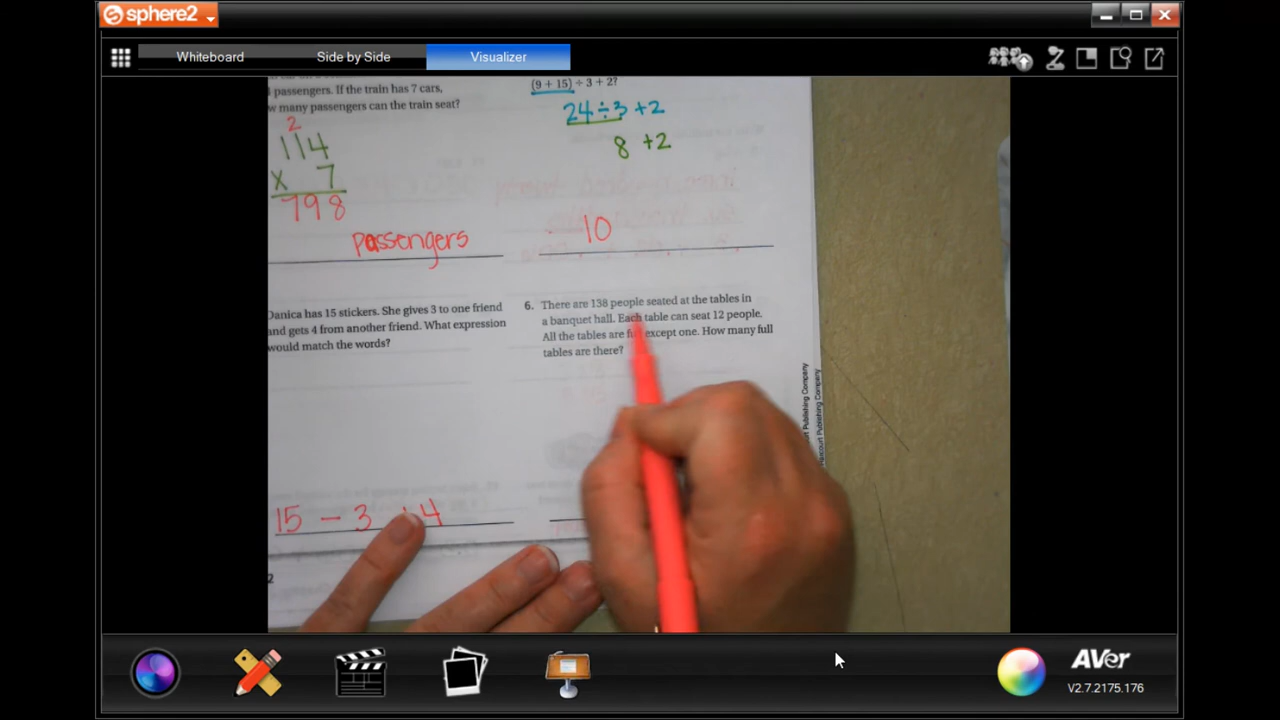 sphere2
Whiteboard Side by Side Visualizer
passengers. If the train has 7 cars,
many passengers can the train seat?
2
114
x 7
798
passengers
(9 + 15) ÷ 3 + 2?
24 ÷ 3 + 2
8 + 2
10
Danica has 15 stickers. She gives 3 to one friend
and gets 4 from another friend. What expression
would match the words?
15 − 3 + 4
6. There are 138 people seated at the tables in
a banquet hall. Each table can seat 12 people.
All the tables are except one. How many full
tables are there?
Harcourt Publishing Company
AVer
V2.7.2175.176